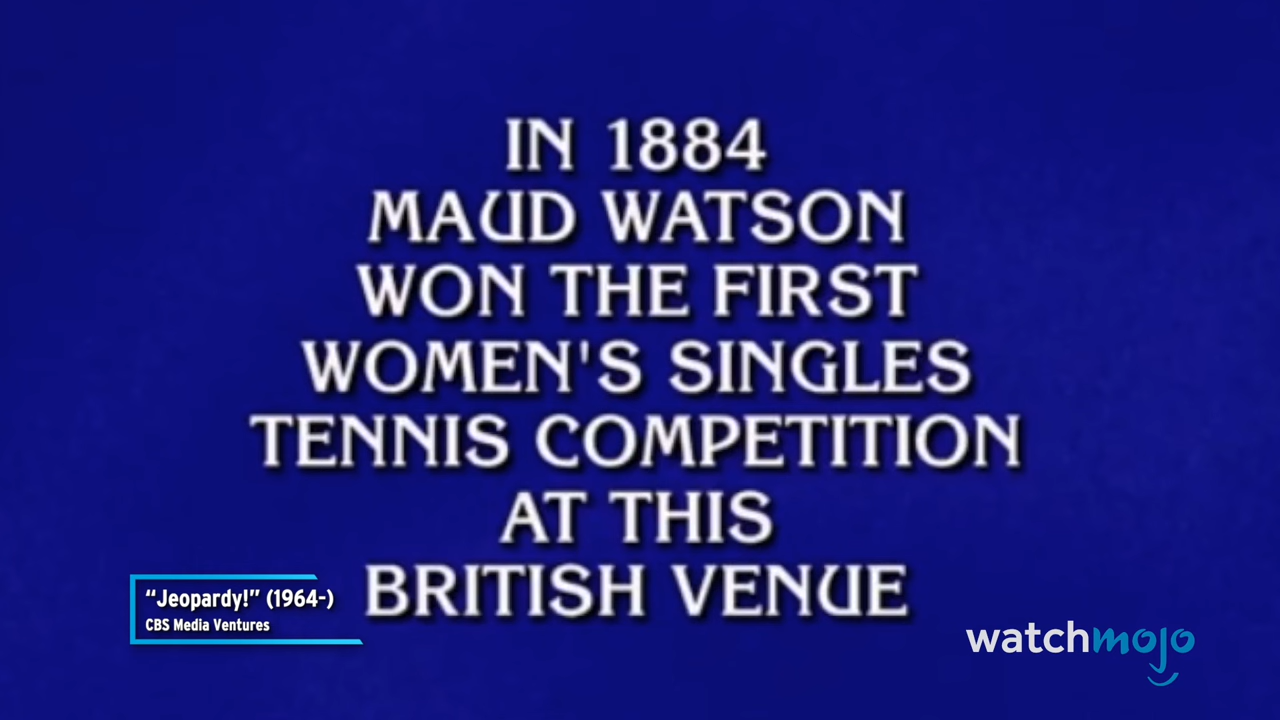 IN 1884
MAUD WATSON
WON THE FIRST
WOMEN'S SINGLES
TENNIS COMPETITION
AT THIS
BRITISH VENUE
“Jeopardy!” (1964-)
CBS Media Ventures
watchmojo